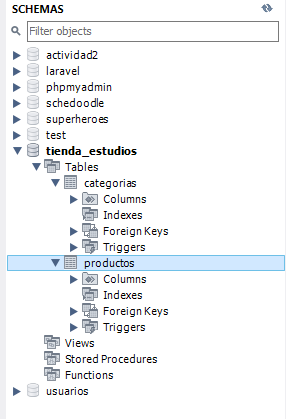 SCHEMAS
Filter objects
actividad2
laravel
phpmyadmin
schedoodle
superheroes
test
tienda_estudios
Tables
categorias
Columns
Indexes
Foreign Keys
Triggers
productos
Columns
Indexes
Foreign Keys
Triggers
Views
Stored Procedures
Functions
usuarios